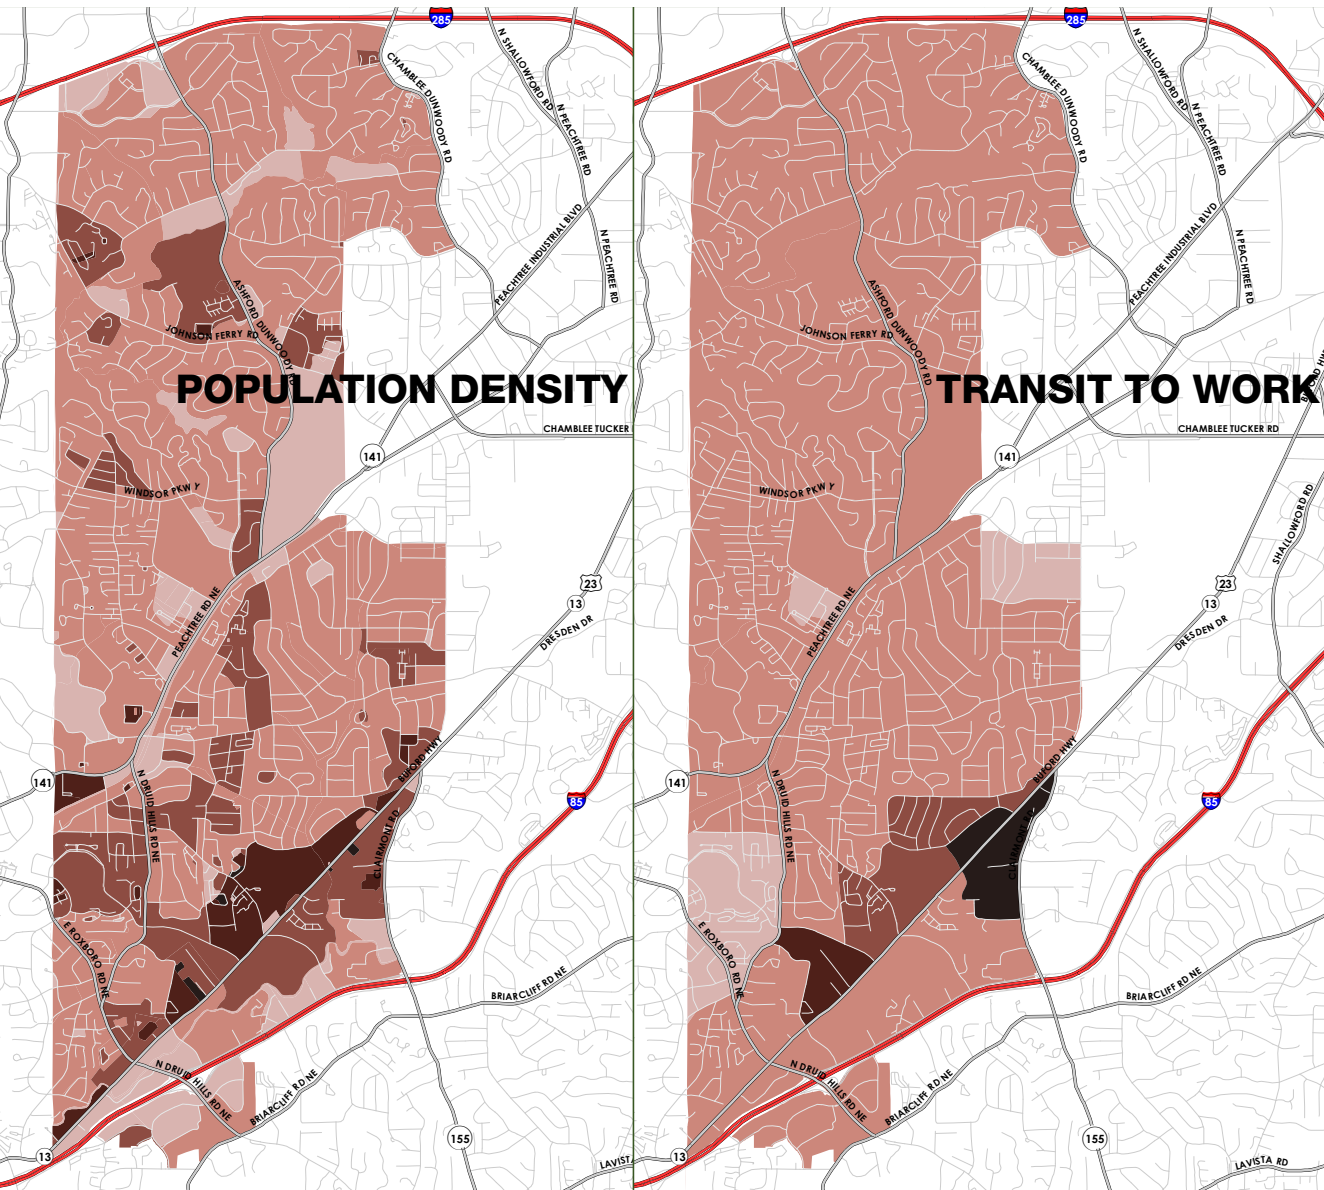 285
CHAMBLEE DUNWOODY RD
N SHALLOWFORD RD
N PEACHTREE RD
PEACHTREE INDUSTRIAL BLVD
N PEACHTREE RD
ASHFORD DUNWOODY RD
JOHNSON FERRY RD
POPULATION DENSITY
CHAMBLEE TUCKER
141
WINDSOR PKWY
23
13
DRESDEN DR
PEACHTREE RD NE
BUFORD HWY
141
N DRUID HILLS RD NE
85
CLAIRMONT RD
E ROXBORO RD NE
BRIARCLIFF RD NE
N DRUID HILLS RD NE
BRIARCLIFF RD NE
155
13
LAVISTA
285
CHAMBLEE DUNWOODY RD
N SHALLOWFORD RD
N PEACHTREE RD
PEACHTREE INDUSTRIAL BLVD
N PEACHTREE RD
ASHFORD DUNWOODY RD
JOHNSON FERRY RD
TRANSIT TO WORK
CHAMBLEE TUCKER RD
141
WINDSOR PKWY
SHALLOWFORD RD
23
13
DRESDEN DR
PEACHTREE RD NE
BUFORD HWY
141
N DRUID HILLS RD NE
85
CLAIRMONT RD
E ROXBORO RD NE
BRIARCLIFF RD NE
N DRUID HILLS RD NE
BRIARCLIFF RD NE
155
13
LAVISTA RD